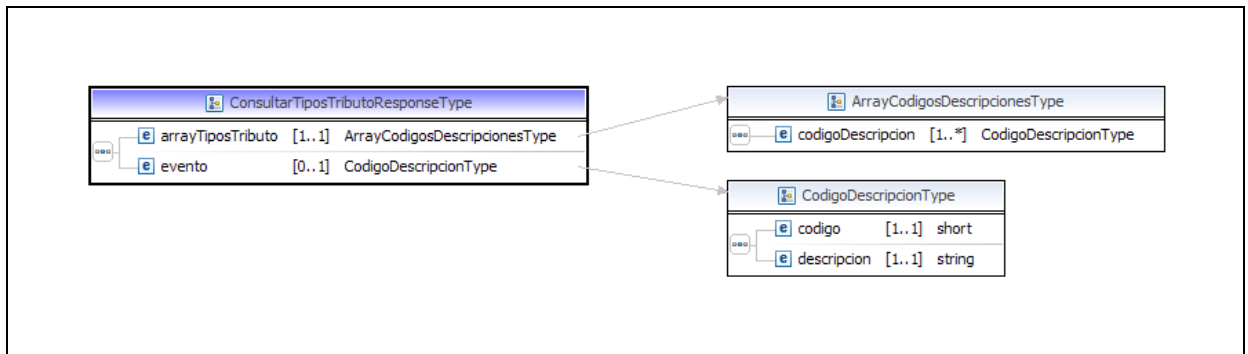 ConsultarTiposTributoResponseType
e arrayTiposTributo [1..1] ArrayCodigosDescripcionesType
e evento [0..1] CodigoDescripcionType
ArrayCodigosDescripcionesType
e codigoDescripcion [1..*] CodigoDescripcionType
CodigoDescripcionType
e codigo [1..1] short
e descripcion [1..1] string